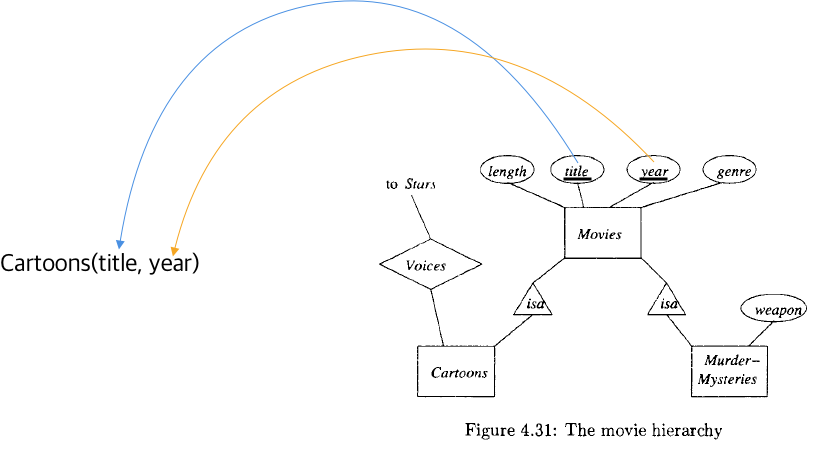 length title year genre
to Stars
Movies
Voices
Cartoons(title, year)
isa isa
weapon
Cartoons
Murder-
Mysteries
Figure 4.31: The movie hierarchy